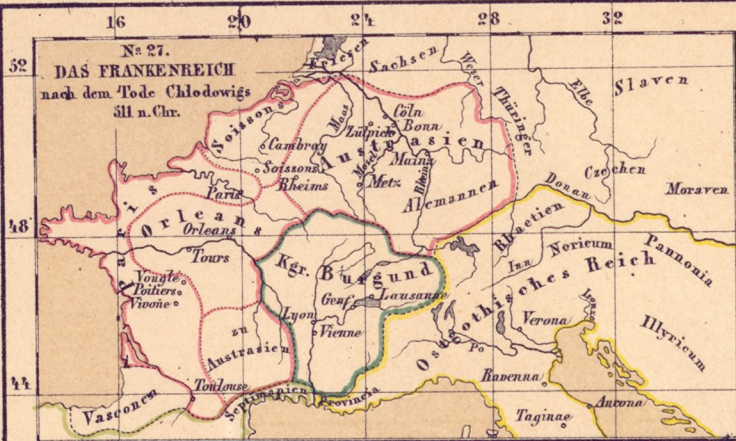 16 20 24 28 32
52
48
44
No 27.
DAS FRANKENREICH
nach dem Tode Chlodowigs
511 n.Chr.
Friesen
Sachsen
Weser
Thüringer
Elbe
Slaven
Soisson
Maas
Cöln
Zülpich
Bonn
Cambray
Austrasien
Mosel
Mainz
Soissons
Rheims
Metz
Rhein
Czechen
Paris
Paris
Alemannen
Donau
Moraven
Orleans
Orleans
Rhaetien
Tours
Noricum
Pannonia
Kgr. Burgund
Inn
Ostgothisches Reich
Vougle
Poitiers
Vivone
Genf
Lausanne
Lyon
Vienne
Verona
Illyricum
zu
Austrasien
Po
Toulouse
Ravenna
Vasconen
Septimanien
Provincia
Ancona
Taginae